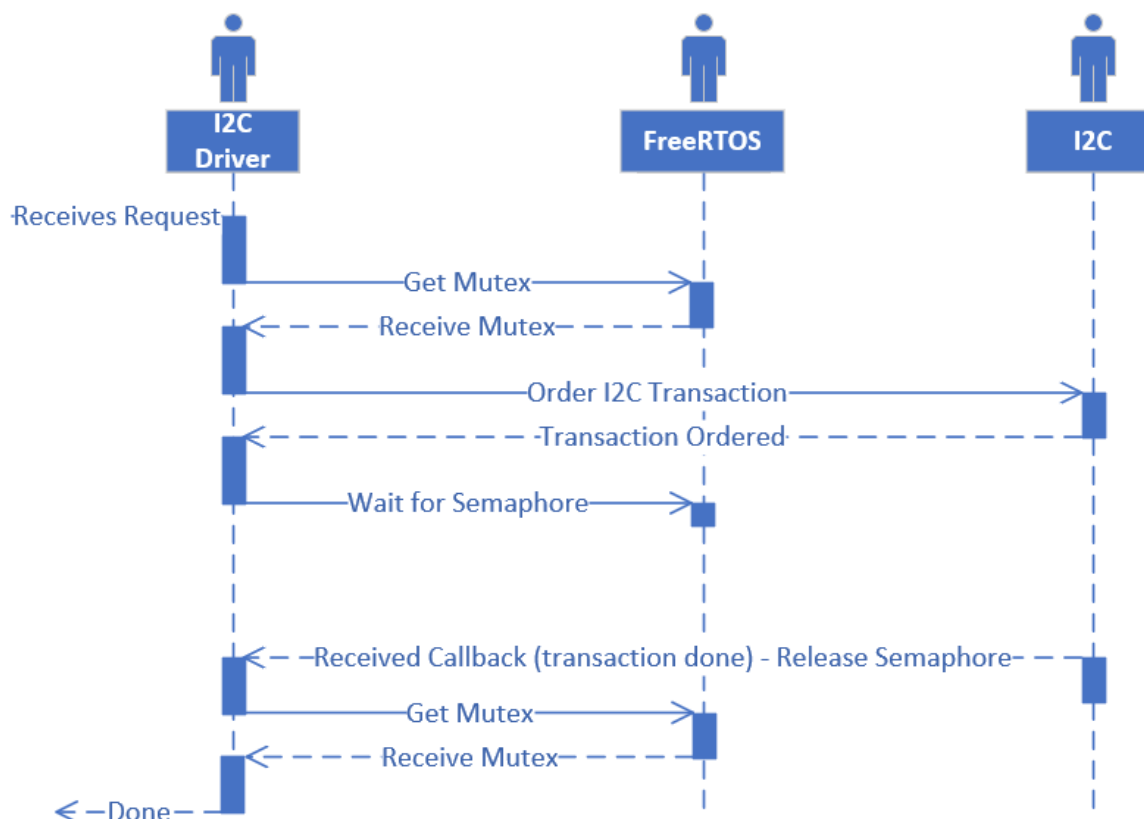 I2C
Driver
FreeRTOS
I2C
Receives Request
Get Mutex
Receive Mutex
Order I2C Transaction
Transaction Ordered
Wait for Semaphore
Received Callback (transaction done) - Release Semaphore
Get Mutex
Receive Mutex
Done